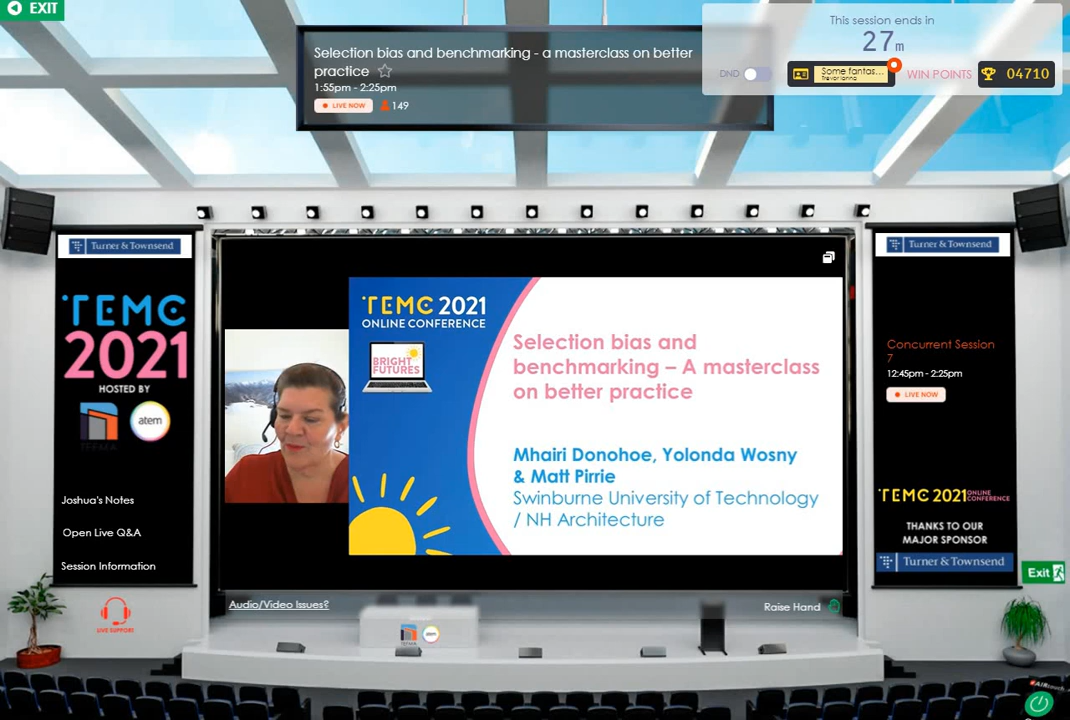 EXIT
Selection bias and benchmarking - a masterclass on better
practice
1:55pm - 2:25pm
LIVE NOW
149
This session ends in
27m
DND
Some fantas...
WIN POINTS
04710
Turner & Townsend
TEMC
2021
HOSTED BY
TEFMA
atem
Joshua's Notes
Open Live Q&A
Session Information
LIVE SUPPORT
TEMC 2021
ONLINE CONFERENCE
BRIGHT
FUTURES
Selection bias and
benchmarking – A masterclass
on better practice
Mhairi Donohoe, Yolonda Wosny
& Matt Pirrie
Swinburne University of Technology
/ NH Architecture
Audio/Video Issues?
Raise Hand
TEFMA
atem
Turner & Townsend
Concurrent Session
7
12:45pm - 2:25pm
LIVE NOW
TEMC 2021 ONLINE
CONFERENCE
THANKS TO OUR
MAJOR SPONSOR
Turner & Townsend
Exit